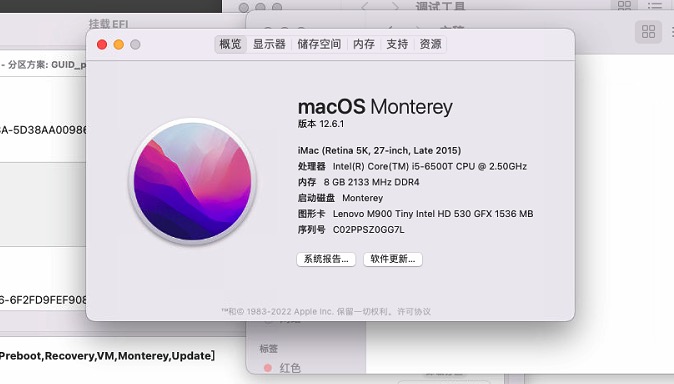 挂载 EFI
调试工具
- 分区方案: GUID_p
A-5D38AA00986
6-6F2FD9FEF908
Preboot,Recovery,VM,Monterey,Update]
概览 显示器 储存空间 内存 支持 资源
macOS Monterey
版本 12.6.1
iMac (Retina 5K, 27-inch, Late 2015)
处理器 Intel(R) Core(TM) i5-6500T CPU @ 2.50GHz
内存 8 GB 2133 MHz DDR4
启动磁盘 Monterey
图形卡 Lenovo M900 Tiny Intel HD 530 GFX 1536 MB
序列号 C02PPSZ0GG7L
系统报告... 软件更新...
™和© 1983-2022 Apple Inc. 保留一切权利。许可协议
标签
红色